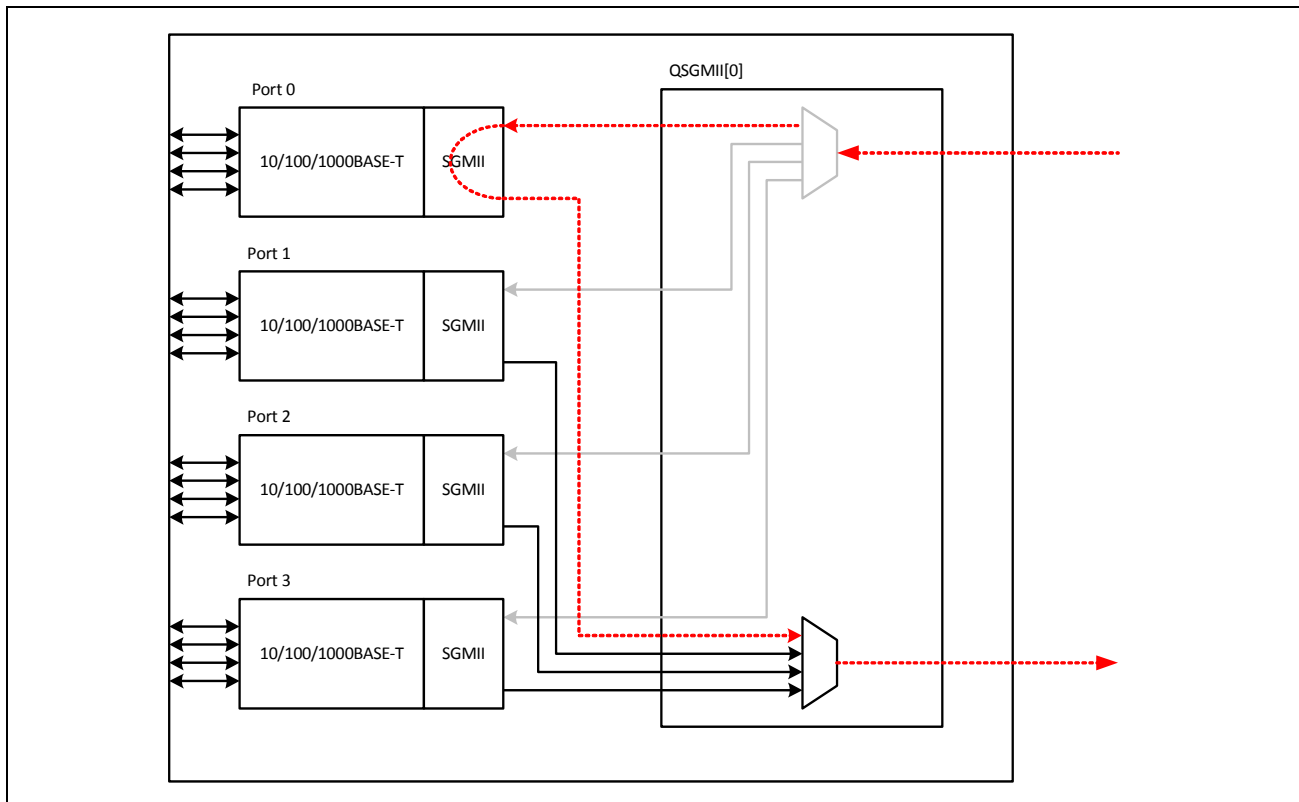 QSGMII[0]
Port 0
10/100/1000BASE-T
SGMII
Port 1
10/100/1000BASE-T
SGMII
Port 2
10/100/1000BASE-T
SGMII
Port 3
10/100/1000BASE-T
SGMII